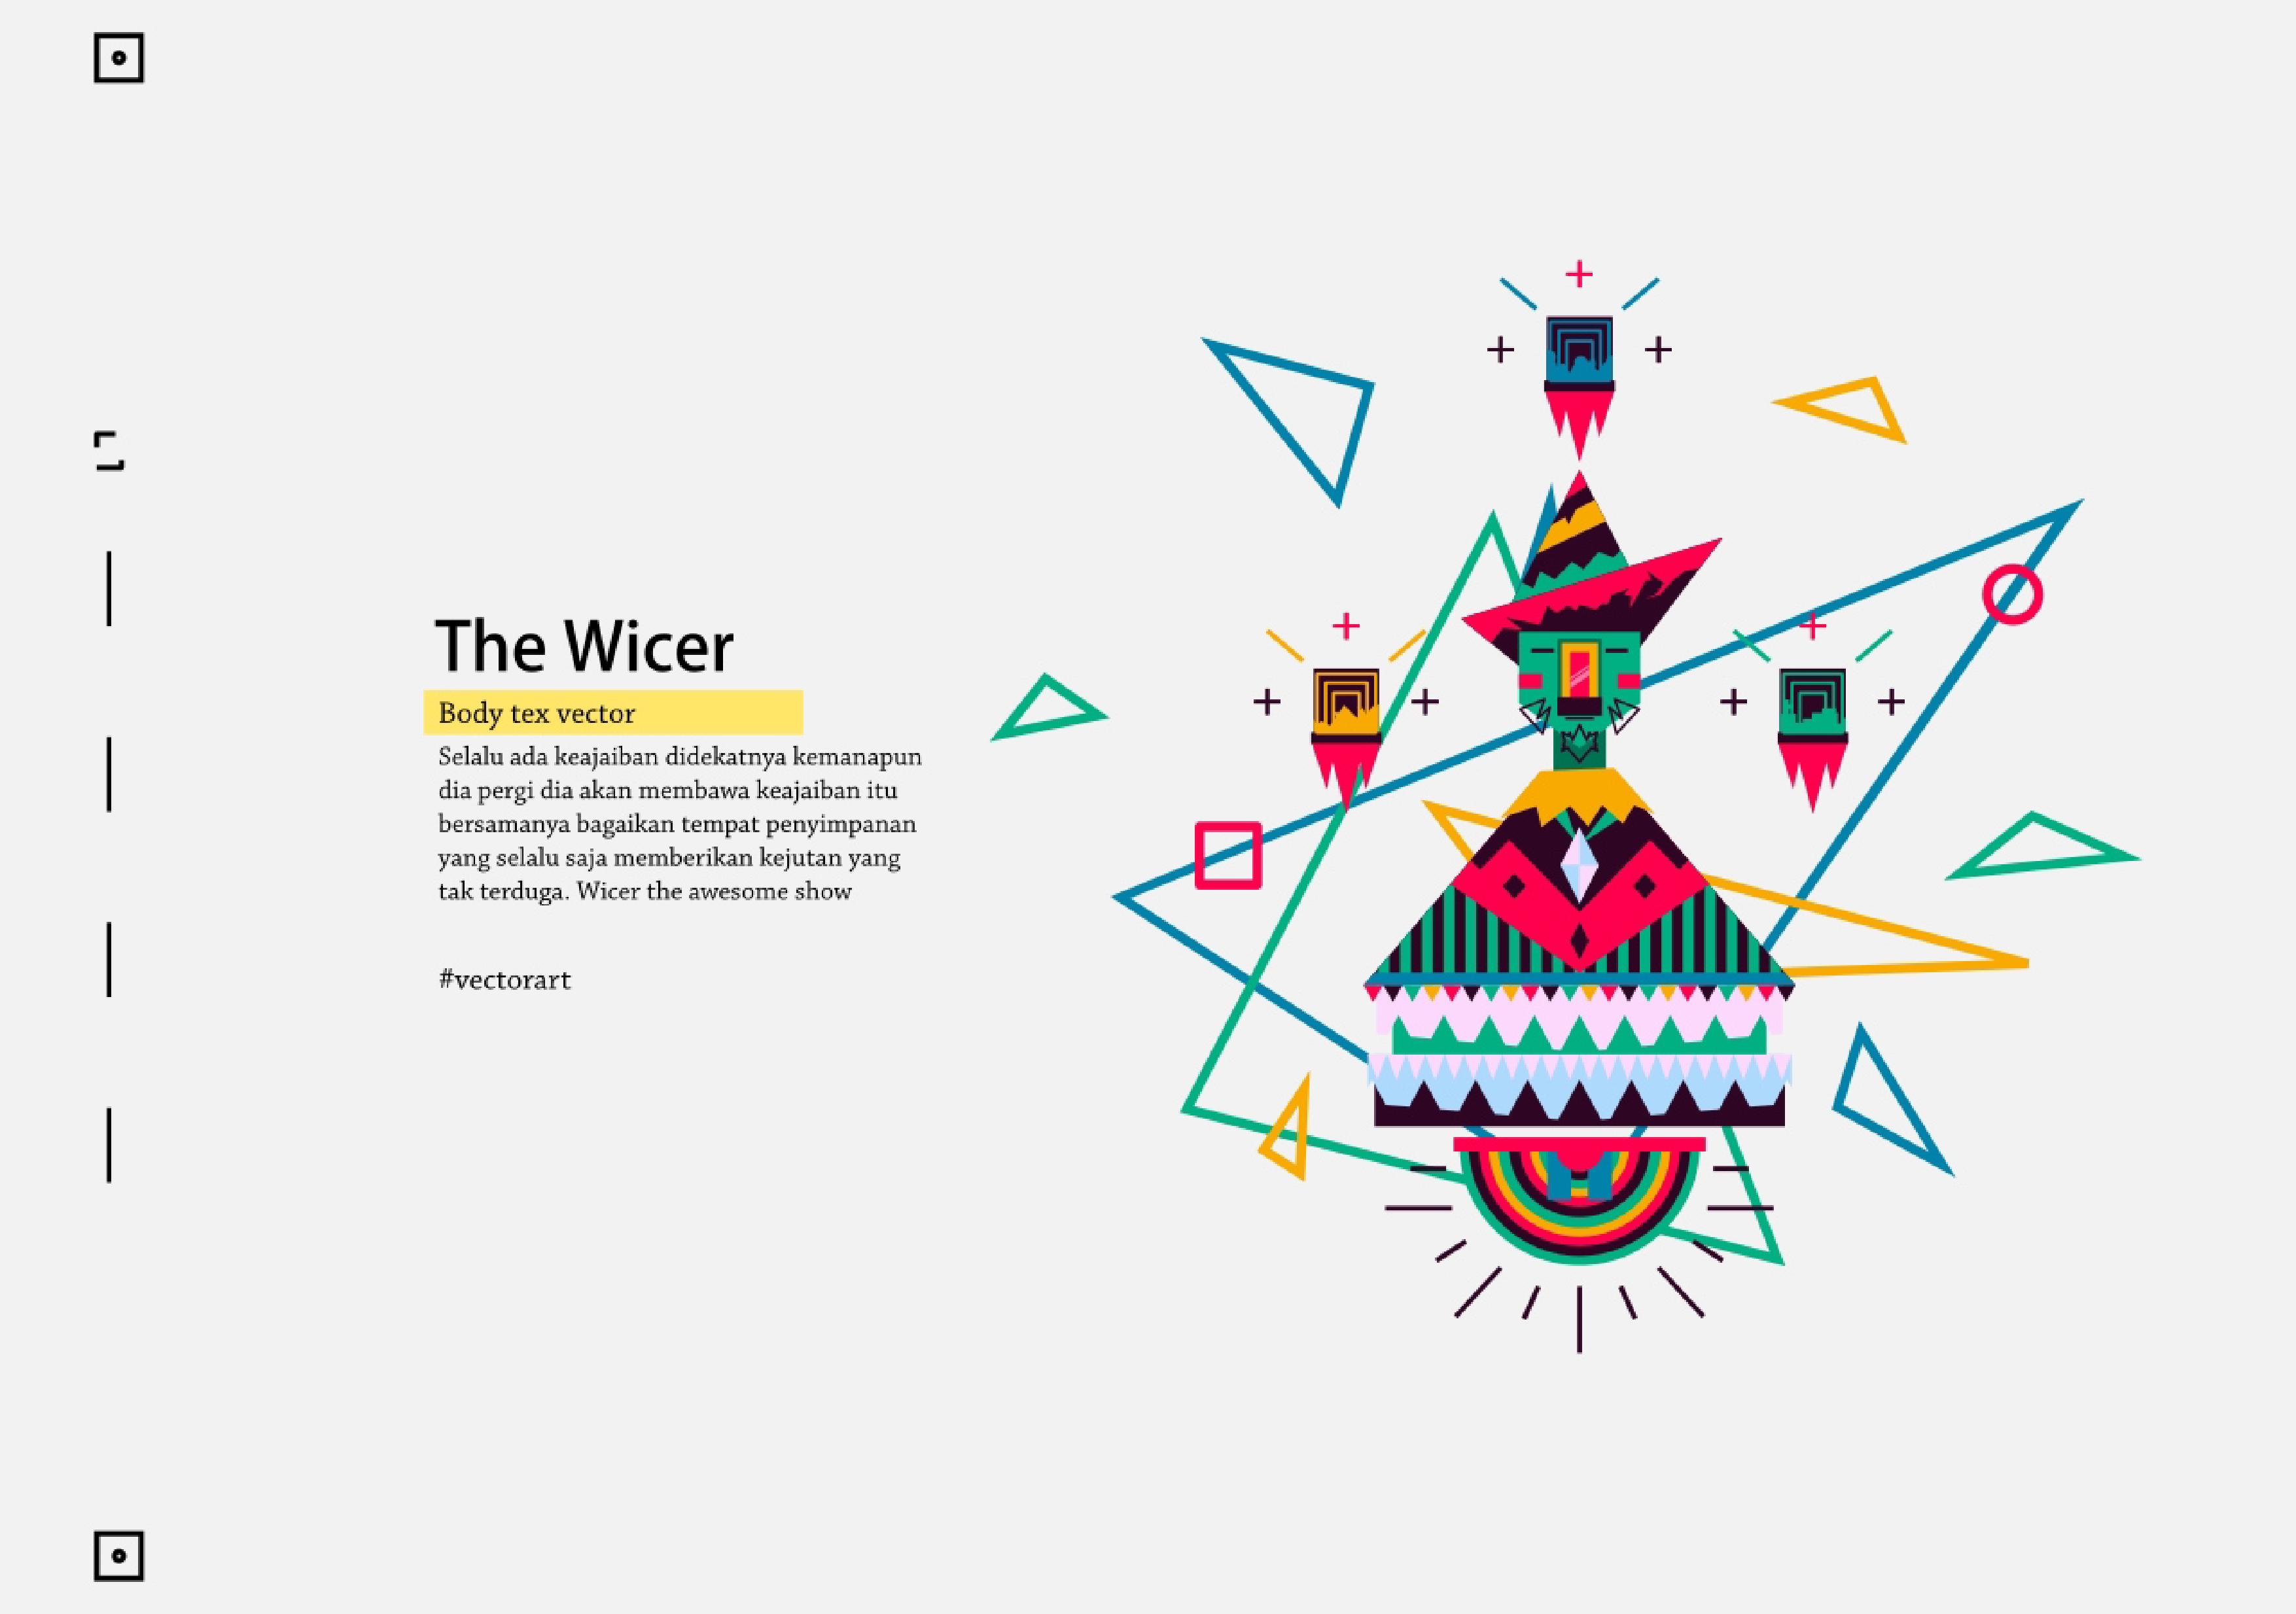 The Wicer
Body tex vector
Selalu ada keajaiban didekatnya kemanapun
dia pergi dia akan membawa keajaiban itu
bersamanya bagaikan tempat penyimpanan
yang selalu saja memberikan kejutan yang
tak terduga. Wicer the awesome show
#vectorart